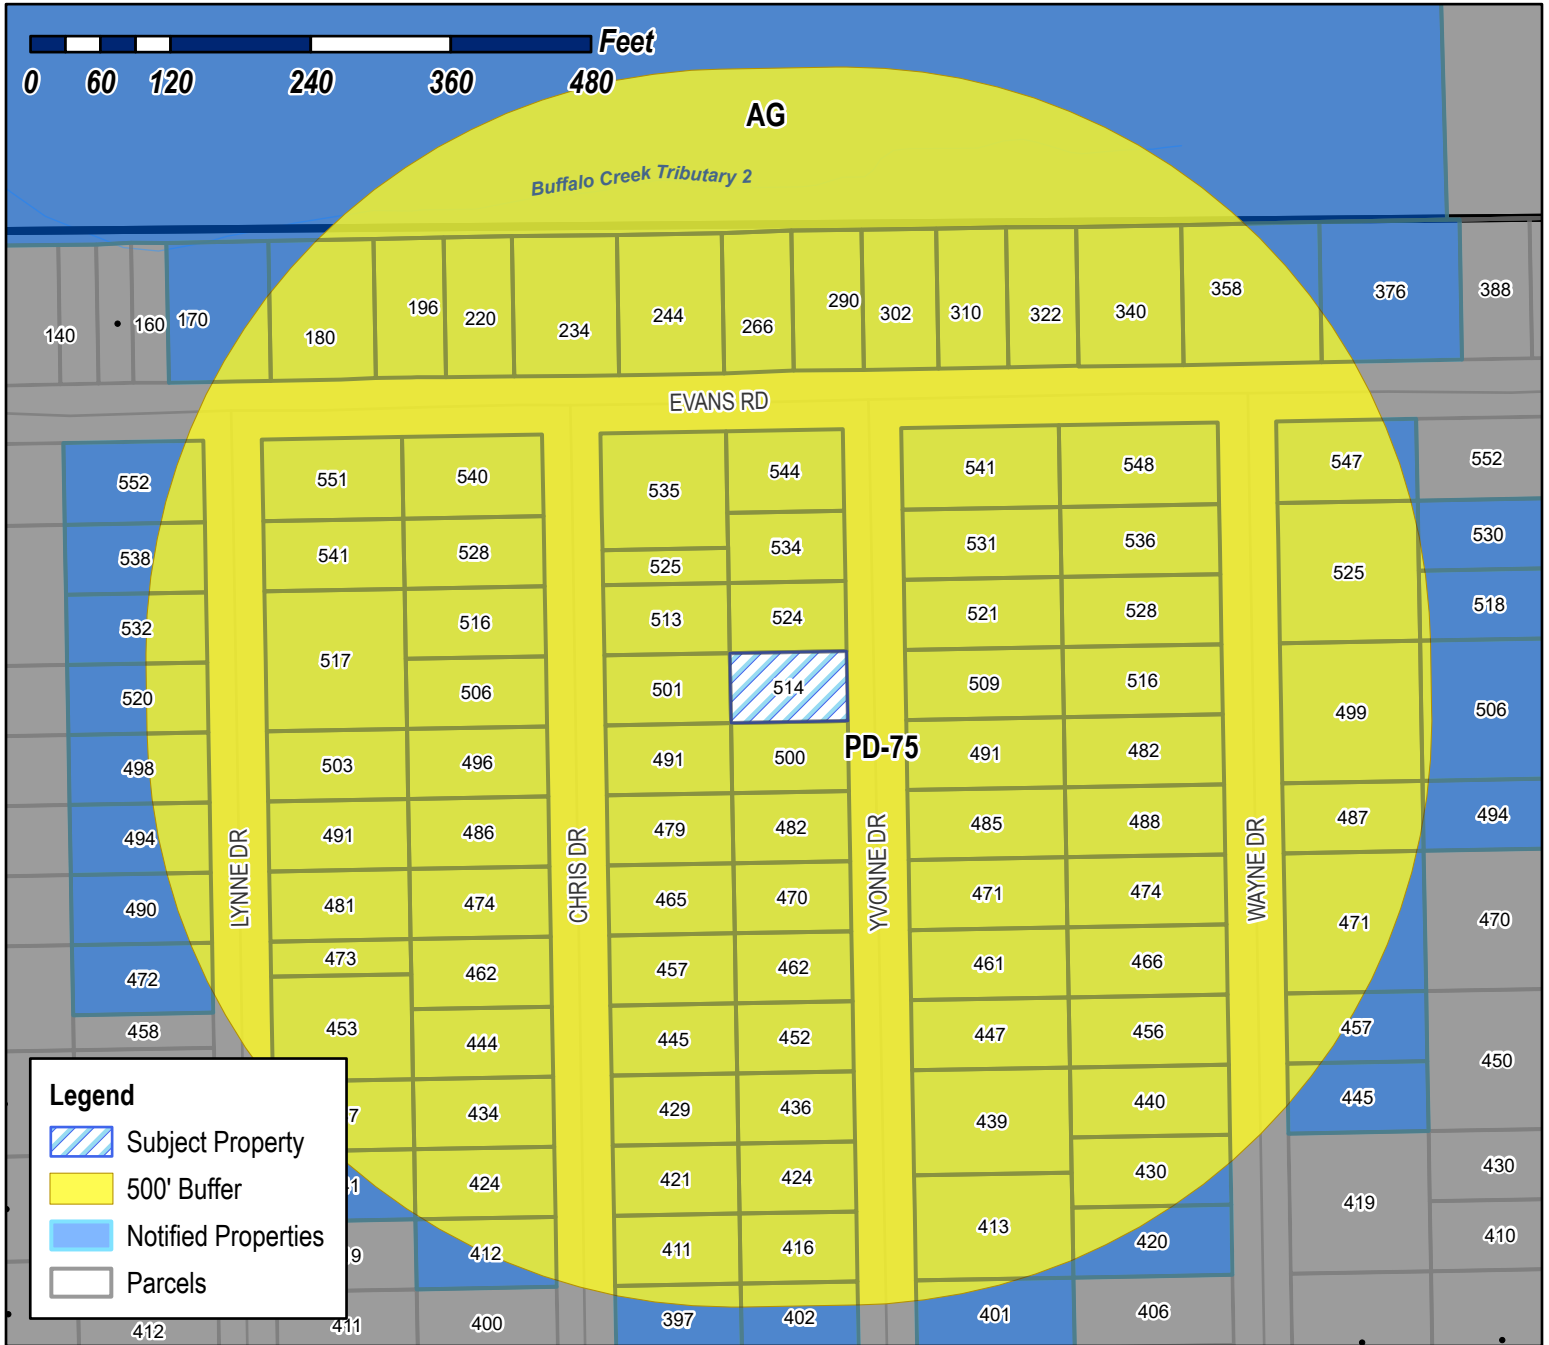 Feet
0 60 120 240 360 480
AG
Buffalo Creek Tributary 2
140 160 170 180 196 220 234 244 266 290 302 310 322 340 358 376 388
EVANS RD
552 551 540 535 544 541 548 547 552
538 541 528 525 534 531 536 525 530
532 517 516 513 524 521 528 518
520 506 501 514 509 516 499 506
PD-75
498 503 496 491 500 491 482
494 491 486 479 482 485 488 487 494
LYNNE DR
CHRIS DR
YVONNE DR
WAYNE DR
490 481 474 465 470 471 474 471 470
472 473 462 457 462 461 466
458 453 444 445 452 447 456 457 450
7 434 429 436 439 440 445
1 424 421 424 430 419 430
9 412 411 416 413 420 410
412 411 400 397 402 401 406
Legend
Subject Property
500' Buffer
Notified Properties
Parcels